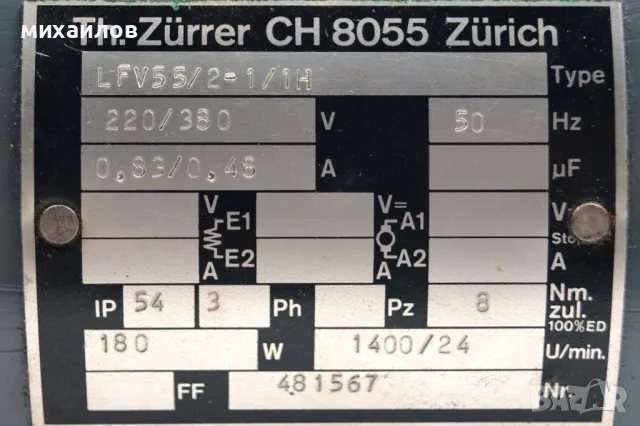 михайлов
Th. Zürrer CH 8055 Zürich
LFV55/2-1/1H Type
220/380 V 50 Hz
0,83/0,48 A µF
V V= V
E1 A1
E2 A2
A A A
IP 54 3 Ph Pz 8 Nm.
zul.
100%ED
180 W 1400/24 U/min.
FF 481567 Nr.
BAZAR